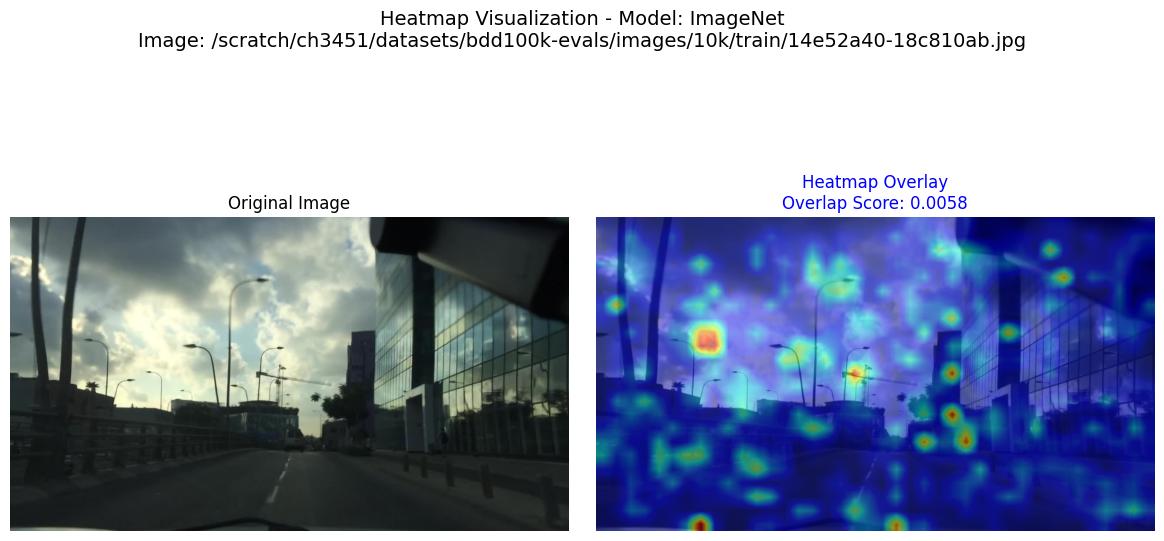 Heatmap Visualization - Model: ImageNet
Image: /scratch/ch3451/datasets/bdd100k-evals/images/10k/train/14e52a40-18c810ab.jpg
Original Image
Heatmap Overlay
Overlap Score: 0.0058